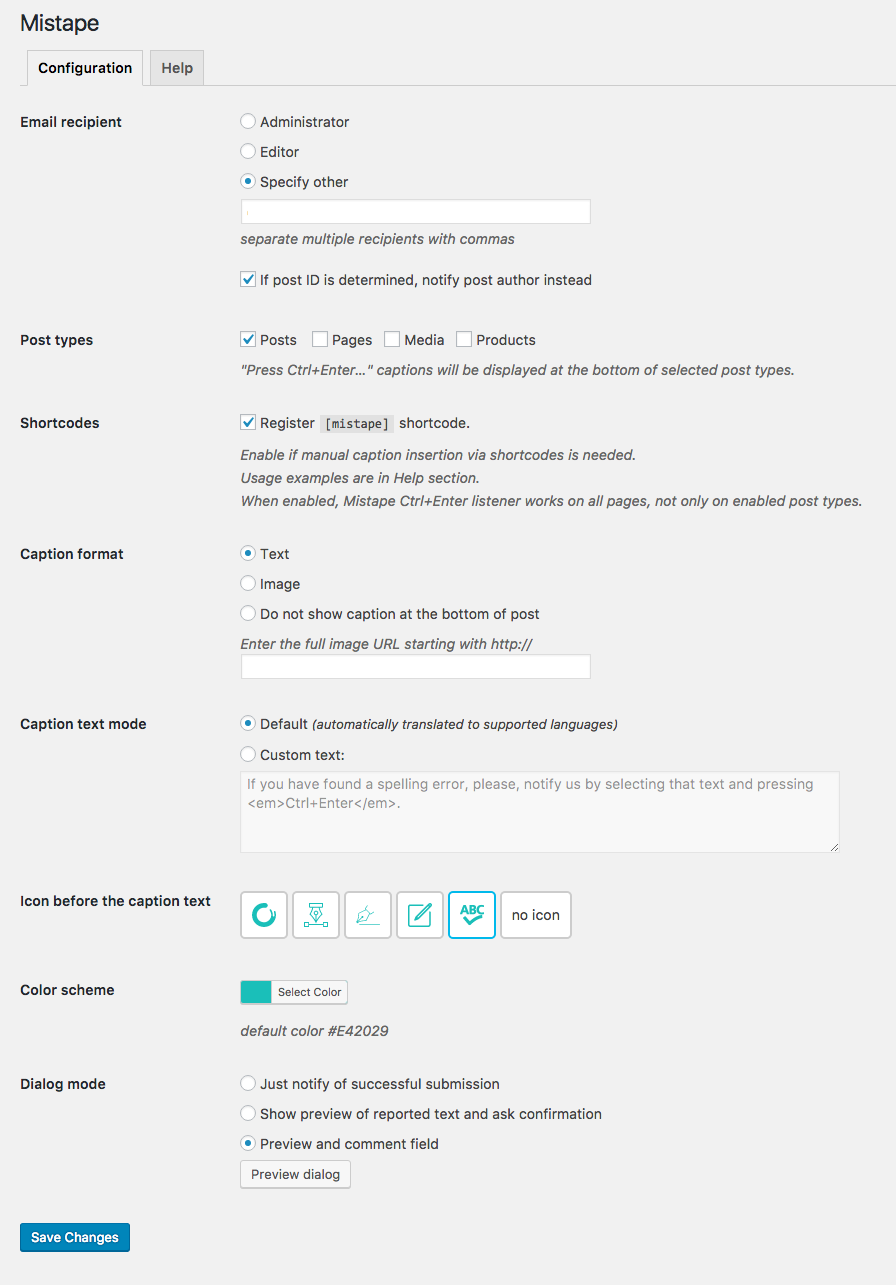 Mistape
Configuration Help
Email recipient
Administrator
Editor
Specify other
separate multiple recipients with commas
If post ID is determined, notify post author instead
Post types
Posts Pages Media Products
"Press Ctrl+Enter…" captions will be displayed at the bottom of selected post types.
Shortcodes
Register [mistape] shortcode.
Enable if manual caption insertion via shortcodes is needed.
Usage examples are in Help section.
When enabled, Mistape Ctrl+Enter listener works on all pages, not only on enabled post types.
Caption format
Text
Image
Do not show caption at the bottom of post
Enter the full image URL starting with http://
Caption text mode
Default (automatically translated to supported languages)
Custom text:
If you have found a spelling error, please, notify us by selecting that text and pressing
<em>Ctrl+Enter</em>.
Icon before the caption text
ABC
no icon
Color scheme
Select Color
default color #E42029
Dialog mode
Just notify of successful submission
Show preview of reported text and ask confirmation
Preview and comment field
Preview dialog
Save Changes